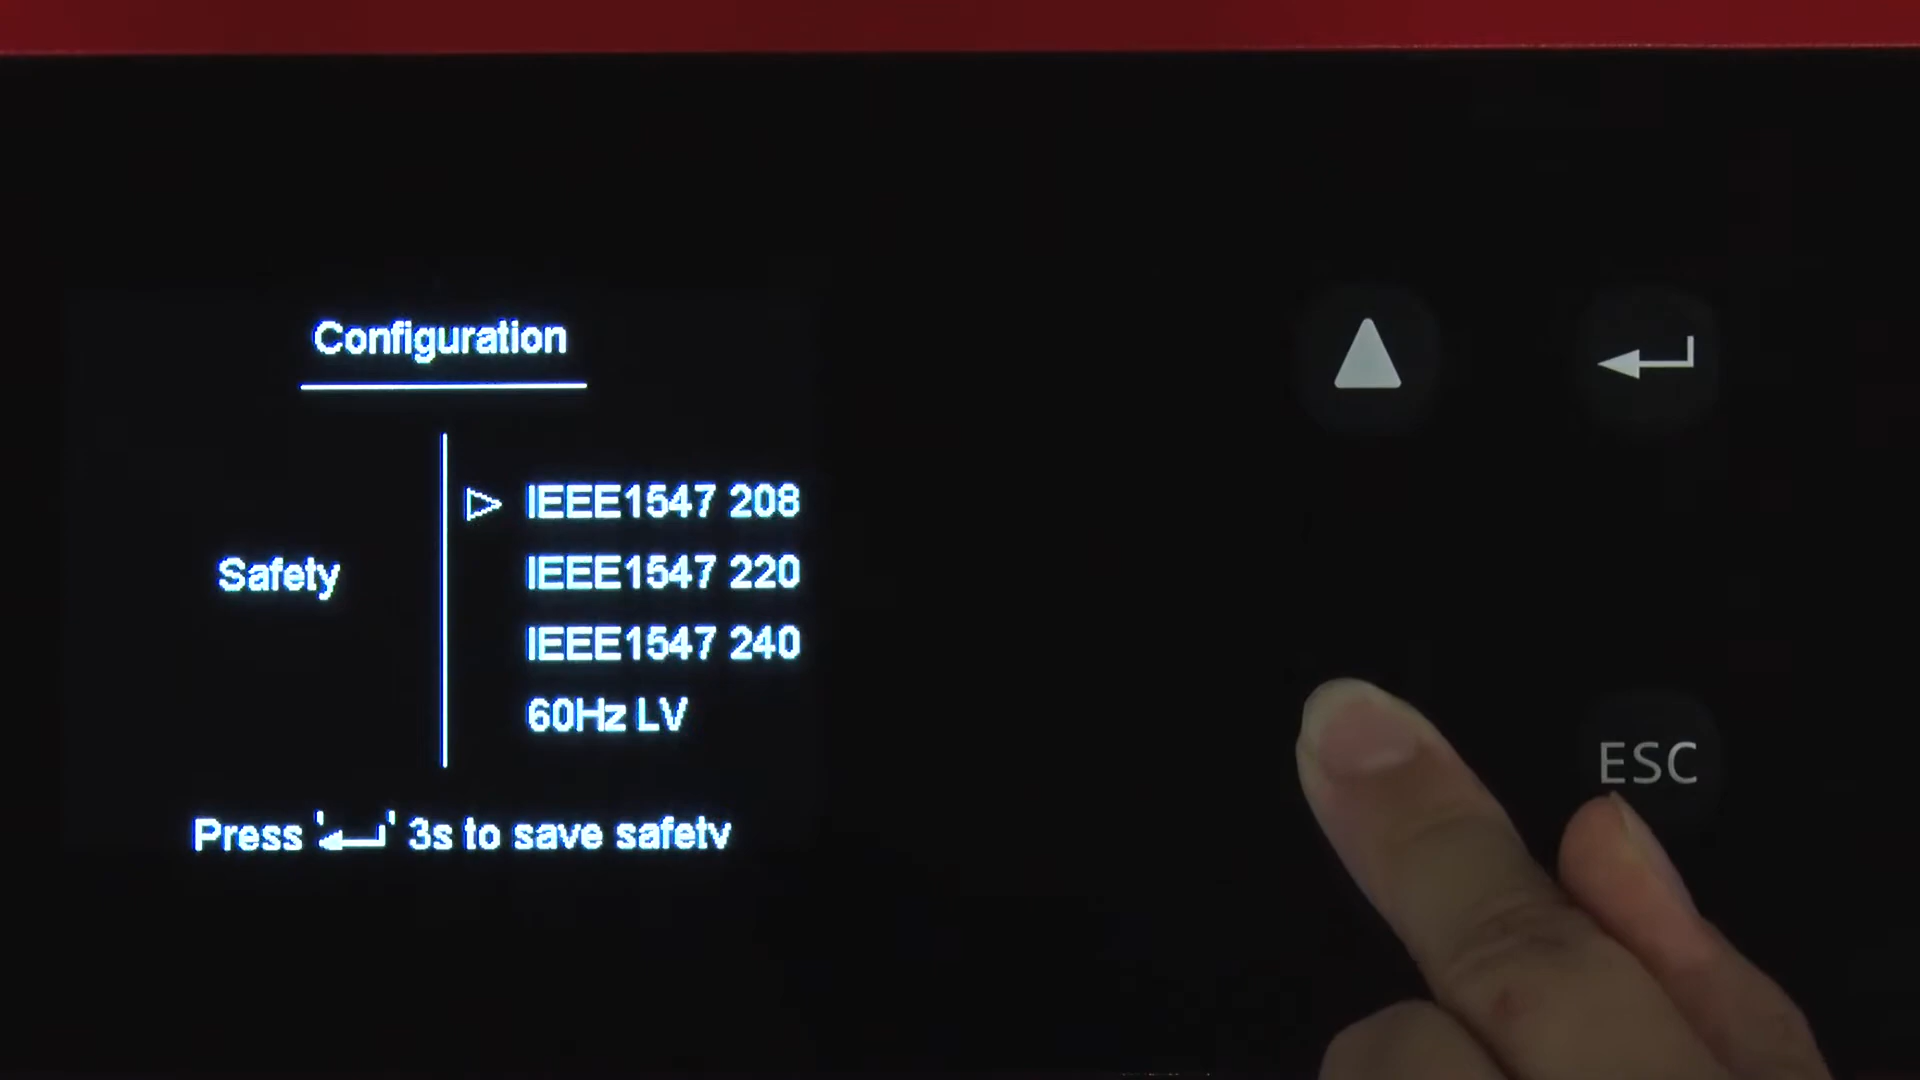 Configuration
Safety
IEEE1547 208
IEEE1547 220
IEEE1547 240
60Hz LV
Press '↵' 3s to save safety
ESC